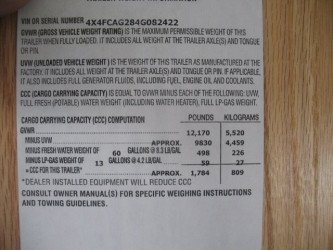 VIN OR SERIAL NUMBER 4X4FCAG284G082422
GVWR (GROSS VEHICLE WEIGHT RATING) IS THE MAXIMUM PERMISSIBLE WEIGHT OF THIS
TRAILER WHEN FULLY LOADED. IT INCLUDES ALL WEIGHT AT THE TRAILER AXLE(S) AND TONGUE
OR PIN.
UVW (UNLOADED VEHICLE WEIGHT) IS THE WEIGHT OF THIS TRAILER AS MANUFACTURED AT THE
FACTORY. IT INCLUDES ALL WEIGHT AT THE TRAILER AXLE(S) AND TONGUE OR PIN. IF APPLICABLE,
IT ALSO INCLUDES FULL GENERATOR FLUIDS, INCLUDING FUEL, ENGINE OIL AND COOLANTS.
CCC (CARGO CARRYING CAPACITY) IS EQUAL TO GVWR MINUS EACH OF THE FOLLOWING: UVW,
FULL FRESH (POTABLE) WATER WEIGHT (INCLUDING WATER HEATER), FULL LP-GAS WEIGHT.
CARGO CARRYING CAPACITY (CCC) COMPUTATION POUNDS KILOGRAMS
GVWR 12,170 5,520
MINUS UVW APPROX. 9830 4,459
MINUS FRESH WATER WEIGHT OF 60 GALLONS @ 8.3 LB/GAL 498 226
MINUS LP-GAS WEIGHT OF 13 GALLONS @ 4.2 LB/GAL 59 27
= CCC FOR THIS TRAILER* APPROX. 1,784 809
*DEALER INSTALLED EQUIPMENT WILL REDUCE CCC
CONSULT OWNER MANUAL(S) FOR SPECIFIC WEIGHING INSTRUCTIONS
AND TOWING GUIDELINES.